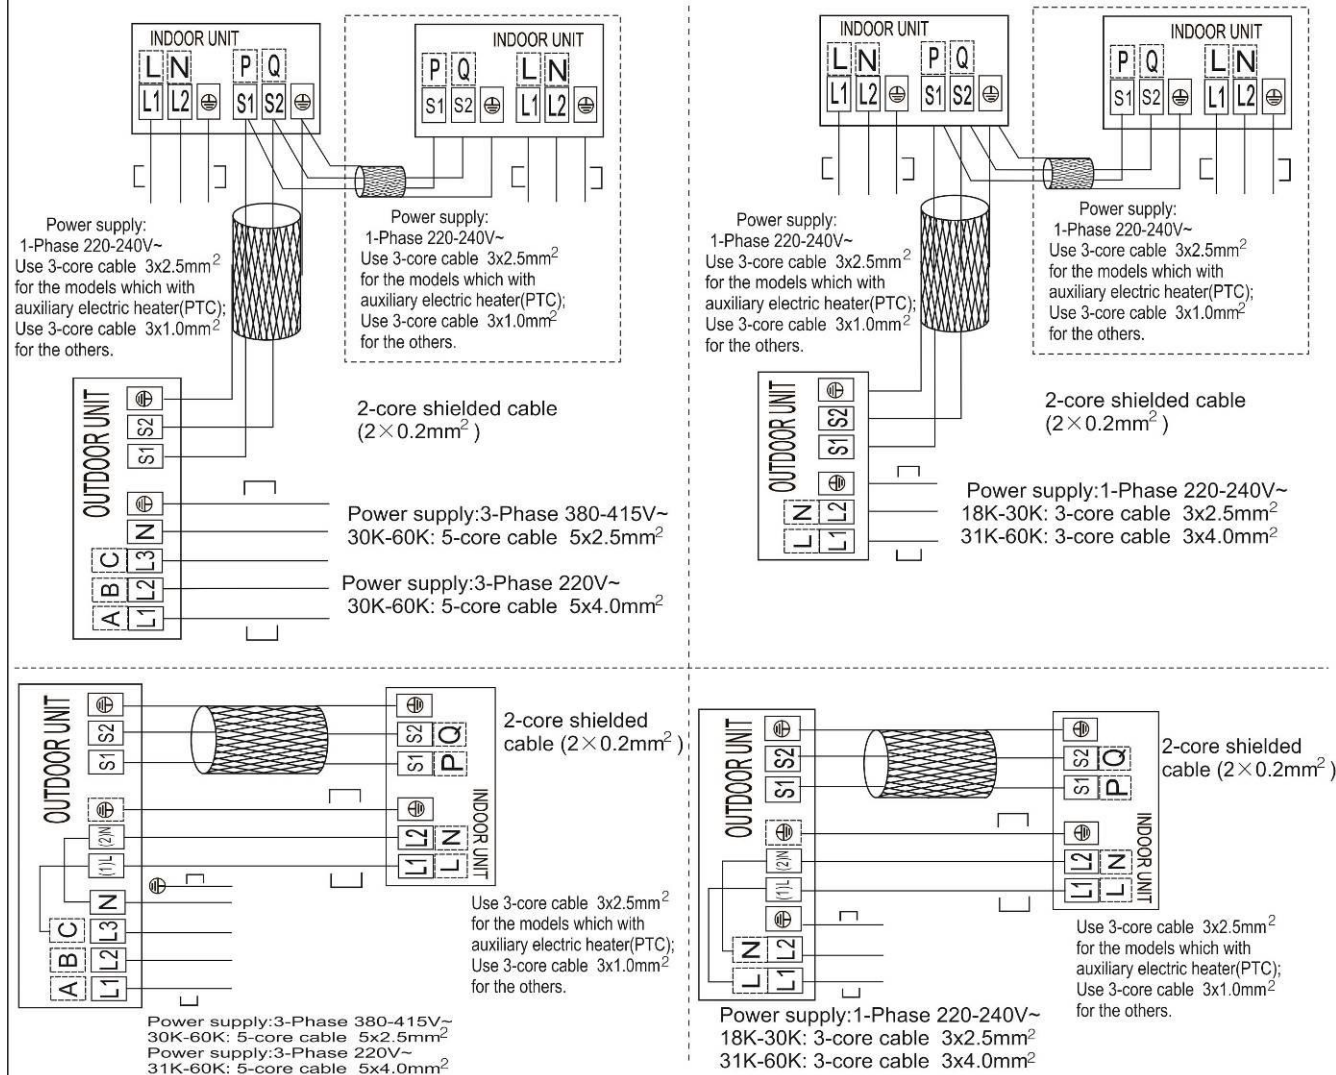 INDOOR UNIT
L N P Q
L1 L2 S1 S2
INDOOR UNIT
P Q L N
S1 S2 L1 L2
Power supply:
1-Phase 220-240V~
Use 3-core cable 3x2.5mm²
for the models which with
auxiliary electric heater(PTC);
Use 3-core cable 3x1.0mm²
for the others.
Power supply:
1-Phase 220-240V~
Use 3-core cable 3x2.5mm²
for the models which with
auxiliary electric heater(PTC);
Use 3-core cable 3x1.0mm²
for the others.
OUTDOOR UNIT
S2
S1
N
C L3
B L2
A L1
2-core shielded cable
(2×0.2mm²)
Power supply:3-Phase 380-415V~
30K-60K: 5-core cable 5x2.5mm²
Power supply:3-Phase 220V~
30K-60K: 5-core cable 5x4.0mm²
INDOOR UNIT
L N P Q
L1 L2 S1 S2
INDOOR UNIT
P Q L N
S1 S2 L1 L2
Power supply:
1-Phase 220-240V~
Use 3-core cable 3x2.5mm²
for the models which with
auxiliary electric heater(PTC);
Use 3-core cable 3x1.0mm²
for the others.
Power supply:
1-Phase 220-240V~
Use 3-core cable 3x2.5mm²
for the models which with
auxiliary electric heater(PTC);
Use 3-core cable 3x1.0mm²
for the others.
OUTDOOR UNIT
S2
S1
N L2
L L1
2-core shielded cable
(2×0.2mm²)
Power supply:1-Phase 220-240V~
18K-30K: 3-core cable 3x2.5mm²
31K-60K: 3-core cable 3x4.0mm²
OUTDOOR UNIT
S2
S1
(2)N
(1)L
N
C L3
B L2
A L1
S2 Q
S1 P
L2 N
L1 L
INDOOR UNIT
2-core shielded
cable (2×0.2mm²)
Use 3-core cable 3x2.5mm²
for the models which with
auxiliary electric heater(PTC);
Use 3-core cable 3x1.0mm²
for the others.
Power supply:3-Phase 380-415V~
30K-60K: 5-core cable 5x2.5mm²
Power supply:3-Phase 220V~
31K-60K: 5-core cable 5x4.0mm²
OUTDOOR UNIT
S2
S1
(2)N
(1)L
N L2
L L1
S2 Q
S1 P
L2 N
L1 L
INDOOR UNIT
2-core shielded
cable (2×0.2mm²)
Use 3-core cable 3x2.5mm²
for the models which with
auxiliary electric heater(PTC);
Use 3-core cable 3x1.0mm²
for the others.
Power supply:1-Phase 220-240V~
18K-30K: 3-core cable 3x2.5mm²
31K-60K: 3-core cable 3x4.0mm²